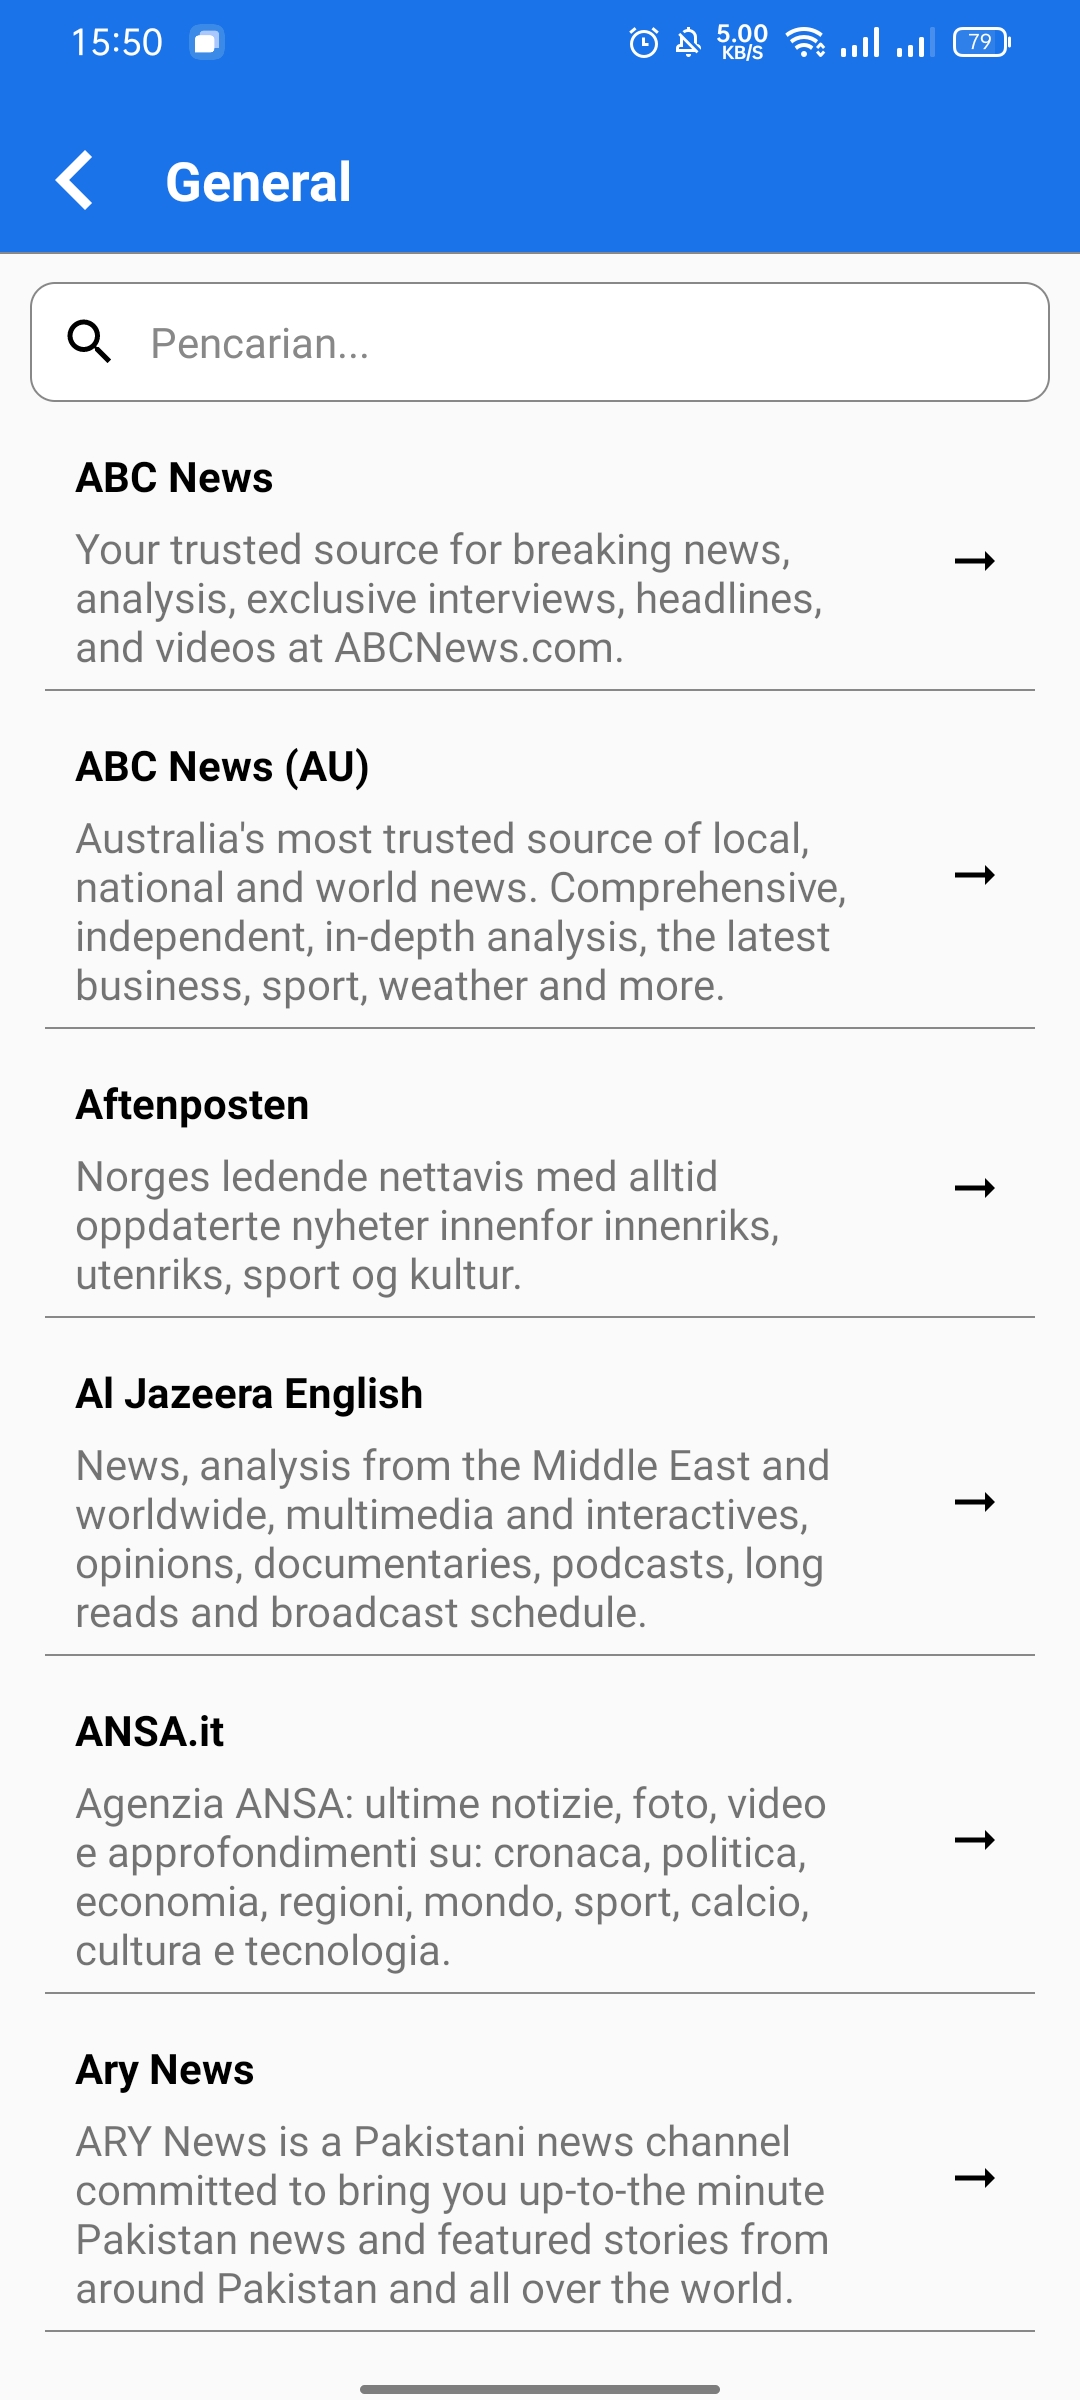 15:50
5.00
KB/S
79
General
Pencarian...
ABC News
Your trusted source for breaking news,
analysis, exclusive interviews, headlines,
and videos at ABCNews.com.
ABC News (AU)
Australia's most trusted source of local,
national and world news. Comprehensive,
independent, in-depth analysis, the latest
business, sport, weather and more.
Aftenposten
Norges ledende nettavis med alltid
oppdaterte nyheter innenfor innenriks,
utenriks, sport og kultur.
Al Jazeera English
News, analysis from the Middle East and
worldwide, multimedia and interactives,
opinions, documentaries, podcasts, long
reads and broadcast schedule.
ANSA.it
Agenzia ANSA: ultime notizie, foto, video
e approfondimenti su: cronaca, politica,
economia, regioni, mondo, sport, calcio,
cultura e tecnologia.
Ary News
ARY News is a Pakistani news channel
committed to bring you up-to-the minute
Pakistan news and featured stories from
around Pakistan and all over the world.